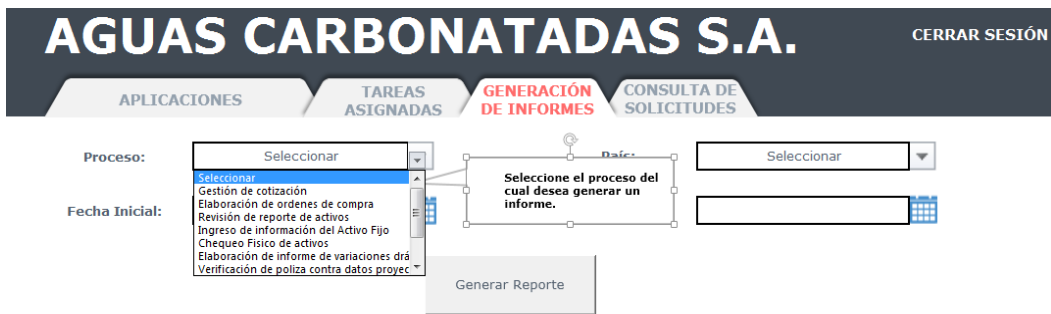 AGUAS CARBONATADAS S.A.
CERRAR SESIÓN
APLICACIONES
TAREAS
ASIGNADAS
GENERACIÓN
DE INFORMES
CONSULTA DE
SOLICITUDES
Proceso:
Seleccionar
País:
Seleccionar
Seleccione el proceso del
cual desea generar un
informe.
Seleccionar
Gestión de cotización
Elaboración de ordenes de compra
Revisión de reporte de activos
Ingreso de información del Activo Fijo
Chequeo Fisico de activos
Elaboración de informe de variaciones drá
Verificación de poliza contra datos proyec
Fecha Inicial:
Generar Reporte